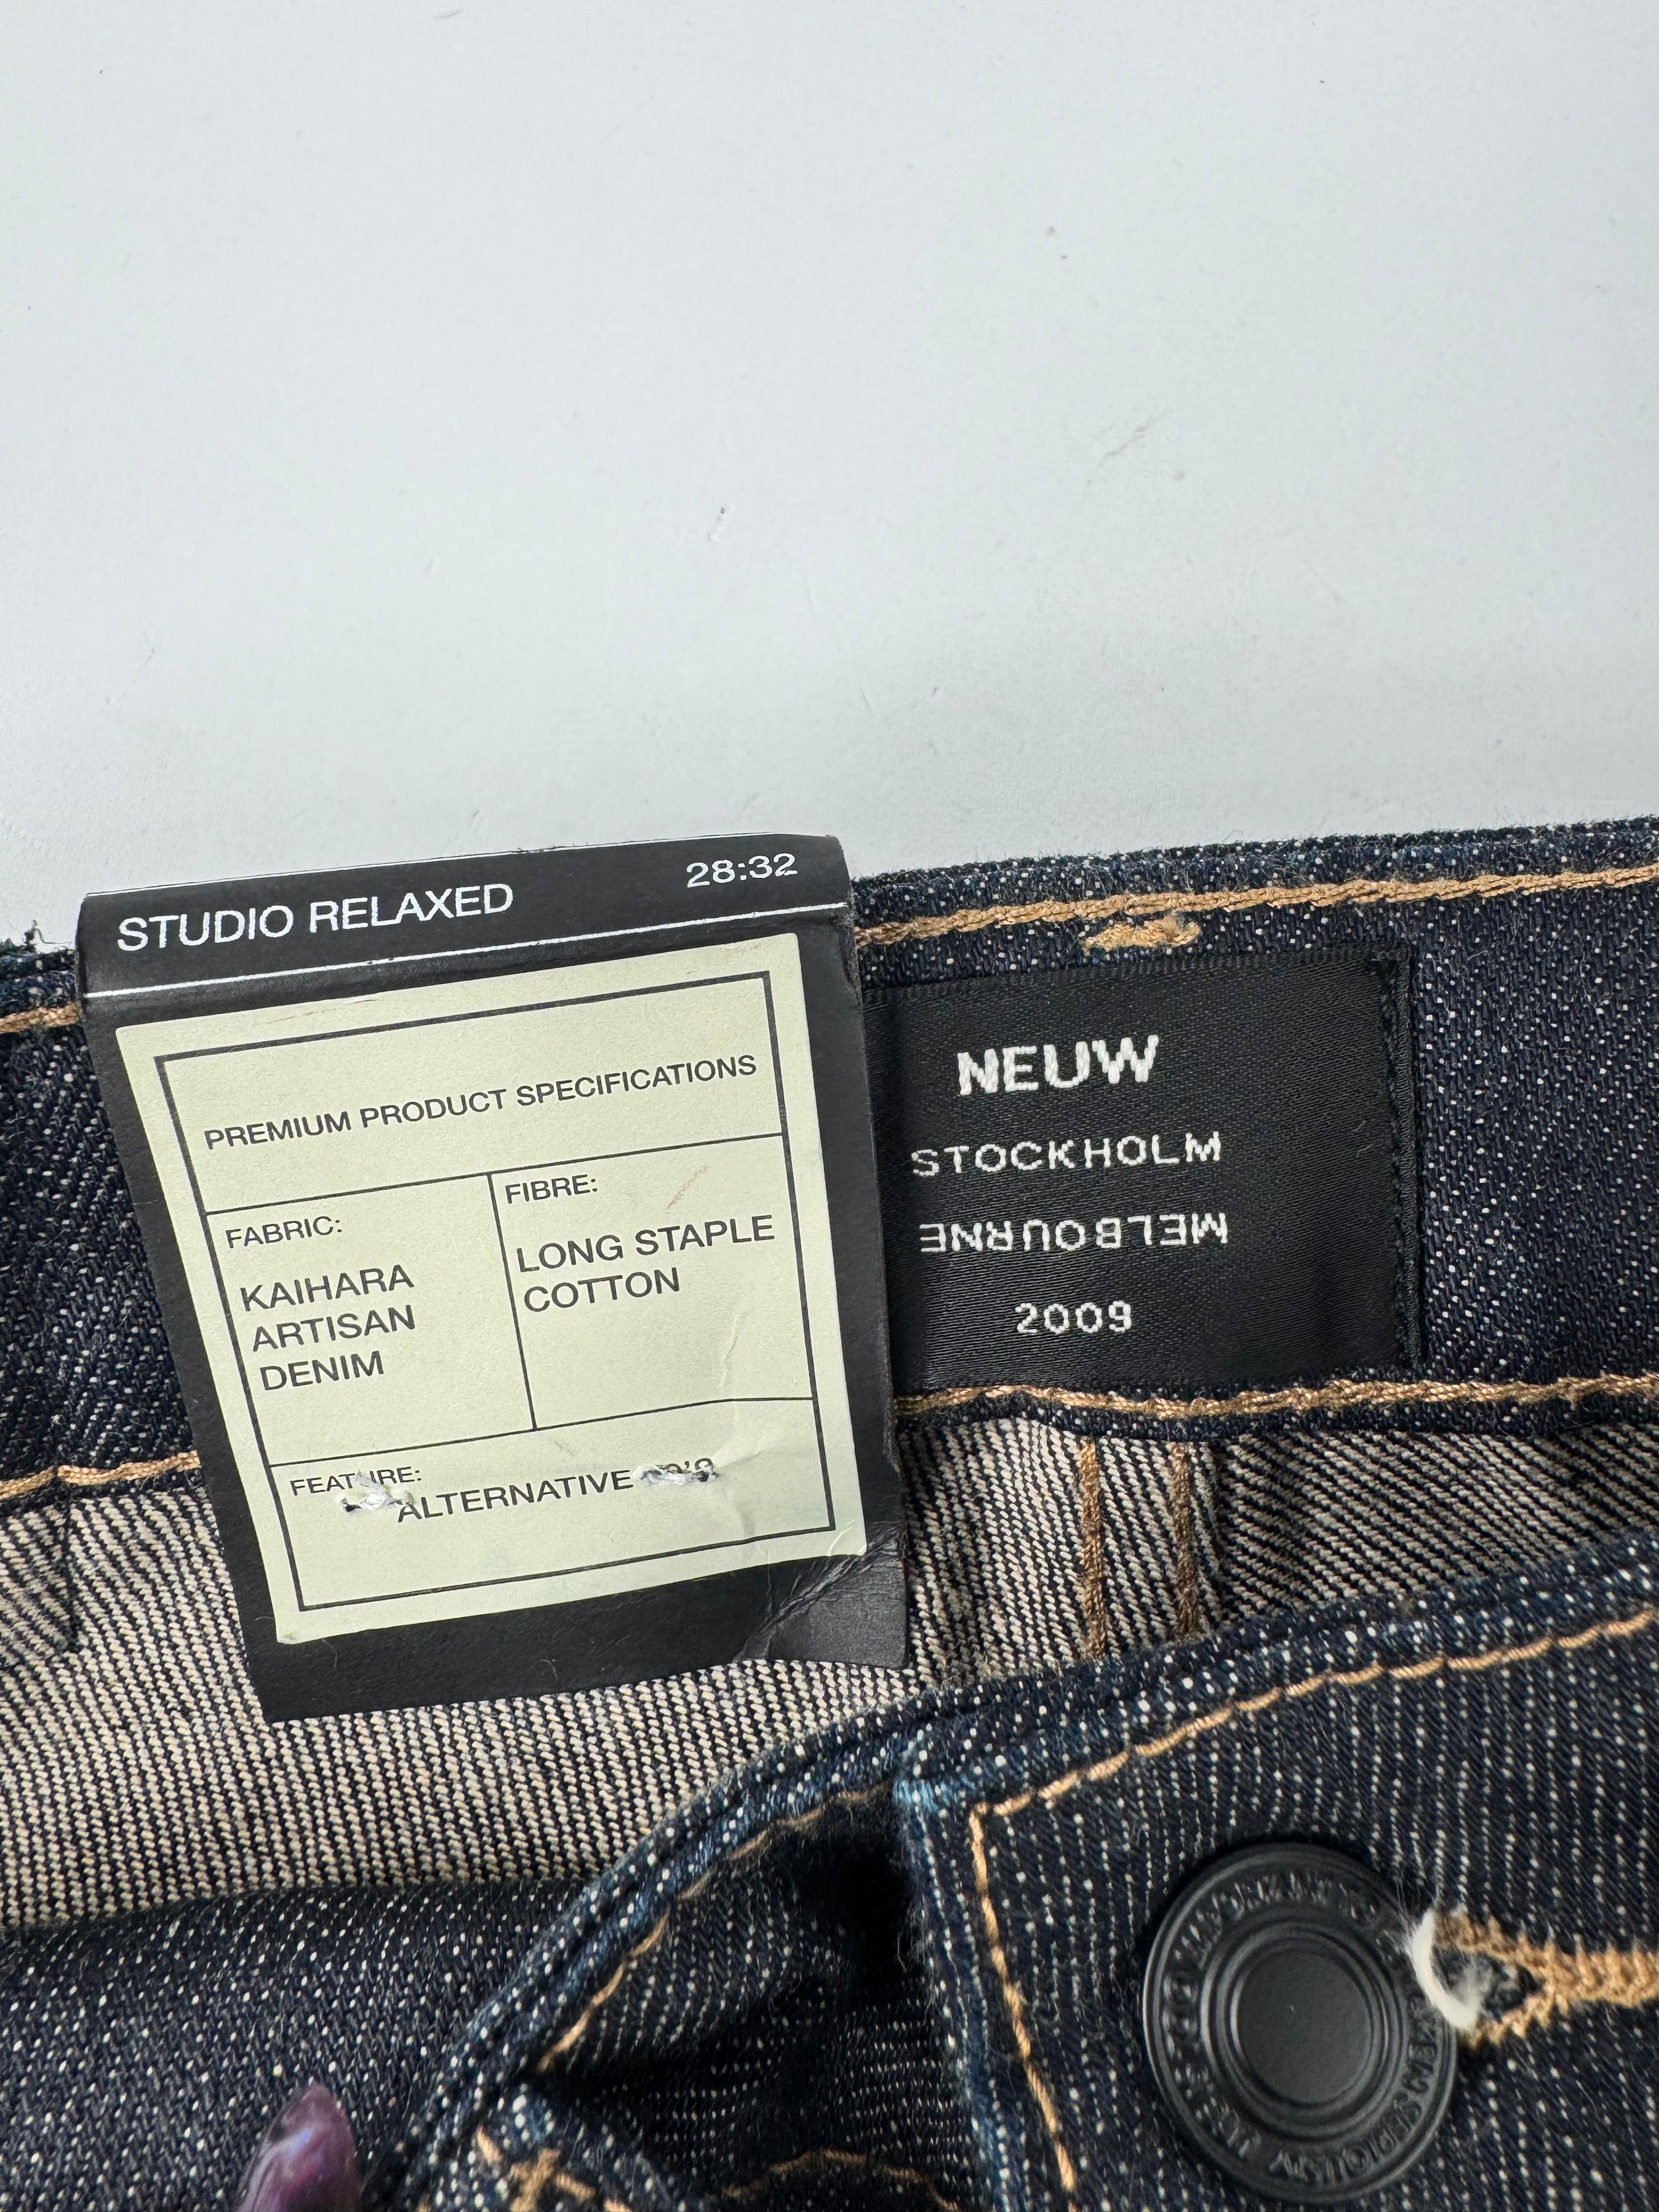 STUDIO RELAXED 28:32
PREMIUM PRODUCT SPECIFICATIONS
FABRIC:
KAIHARA
ARTISAN
DENIM
FIBRE:
LONG STAPLE
COTTON
FEATURE:
ALTERNATIVE
NEUW
STOCKHOLM
MELBOURNE
2009